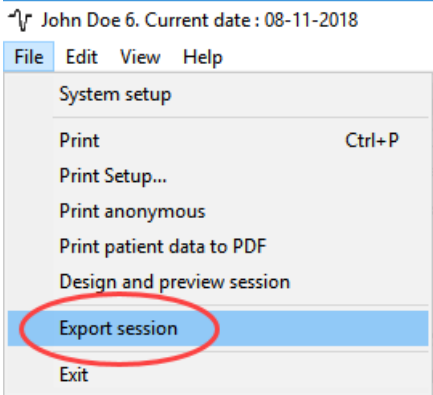 John Doe 6. Current date : 08-11-2018
File Edit View Help
System setup
Print Ctrl+P
Print Setup...
Print anonymous
Print patient data to PDF
Design and preview session
Export session
Exit